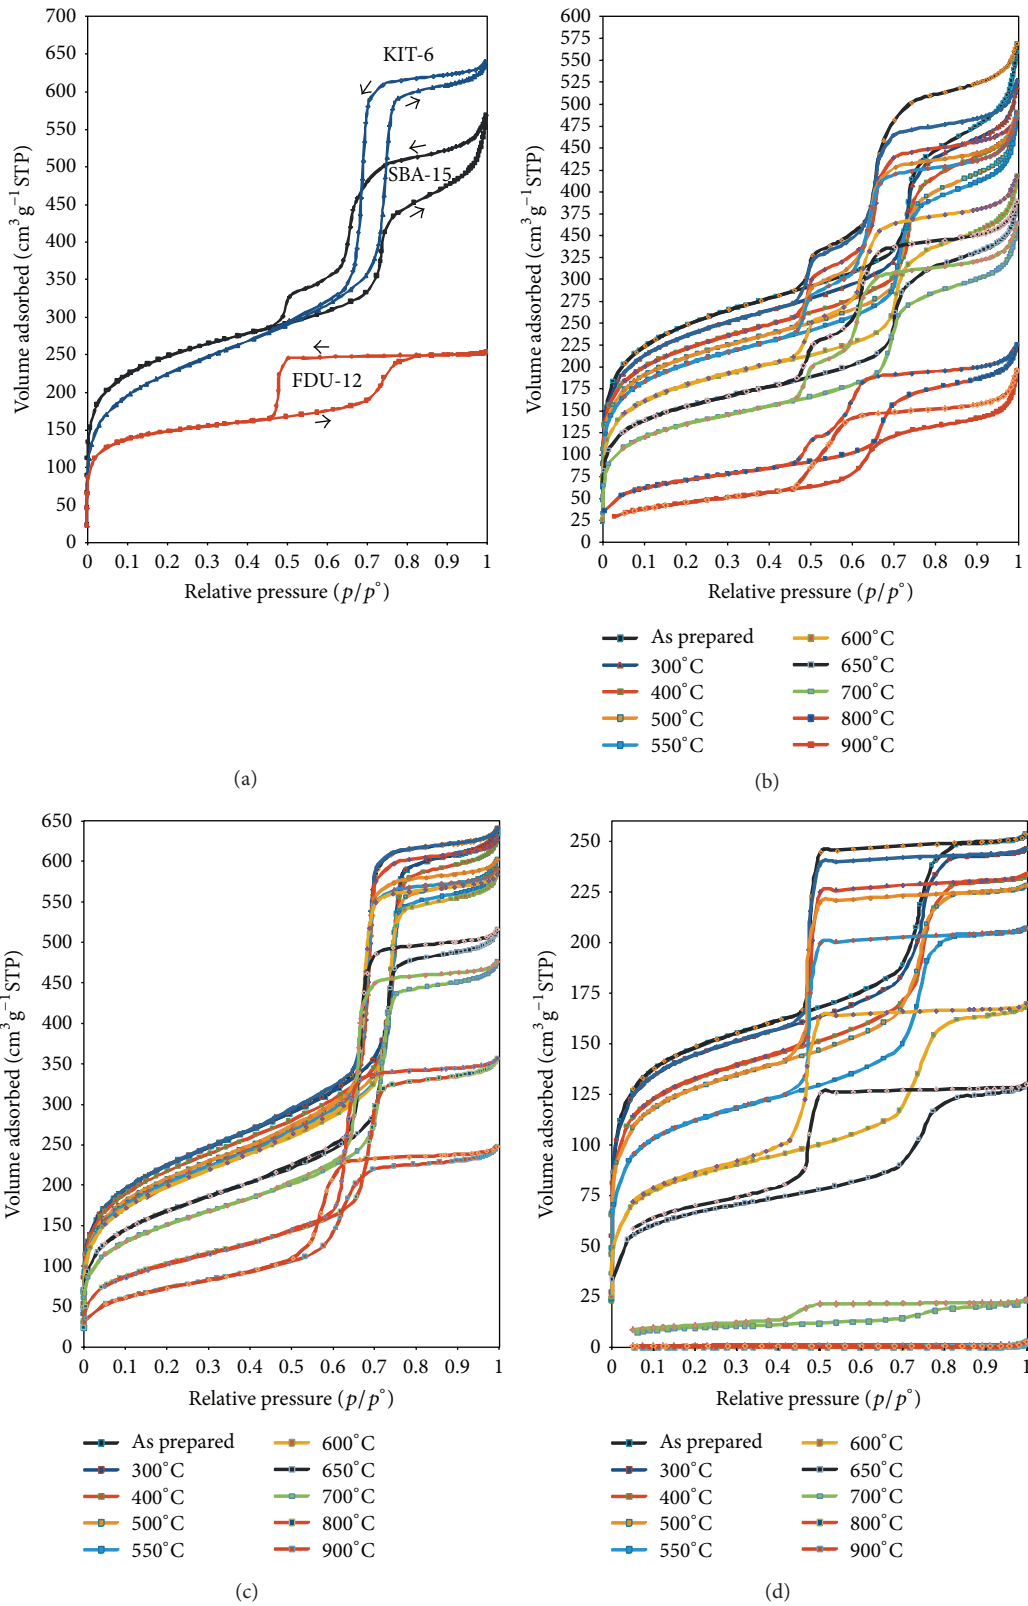 700
650
600
550
500
450
400
350
300
250
200
150
100
50
0
Volume adsorbed (cm³ g⁻¹ STP)
KIT-6
SBA-15
FDU-12
0 0.1 0.2 0.3 0.4 0.5 0.6 0.7 0.8 0.9 1
Relative pressure (p/p°)
(a)
600
575
550
525
500
475
450
425
400
375
350
325
300
275
250
225
200
175
150
125
100
75
50
25
0
Volume adsorbed (cm³ g⁻¹ STP)
0 0.1 0.2 0.3 0.4 0.5 0.6 0.7 0.8 0.9 1
Relative pressure (p/p°)
As prepared
300°C
400°C
500°C
550°C
600°C
650°C
700°C
800°C
900°C
(b)
650
600
550
500
450
400
350
300
250
200
150
100
50
0
Volume adsorbed (cm³ g⁻¹ STP)
0 0.1 0.2 0.3 0.4 0.5 0.6 0.7 0.8 0.9 1
Relative pressure (p/p°)
As prepared
300°C
400°C
500°C
550°C
600°C
650°C
700°C
800°C
900°C
(c)
250
225
200
175
150
125
100
75
50
25
0
Volume adsorbed (cm³ g⁻¹ STP)
0 0.1 0.2 0.3 0.4 0.5 0.6 0.7 0.8 0.9 1
Relative pressure (p/p°)
As prepared
300°C
400°C
500°C
550°C
600°C
650°C
700°C
800°C
900°C
(d)